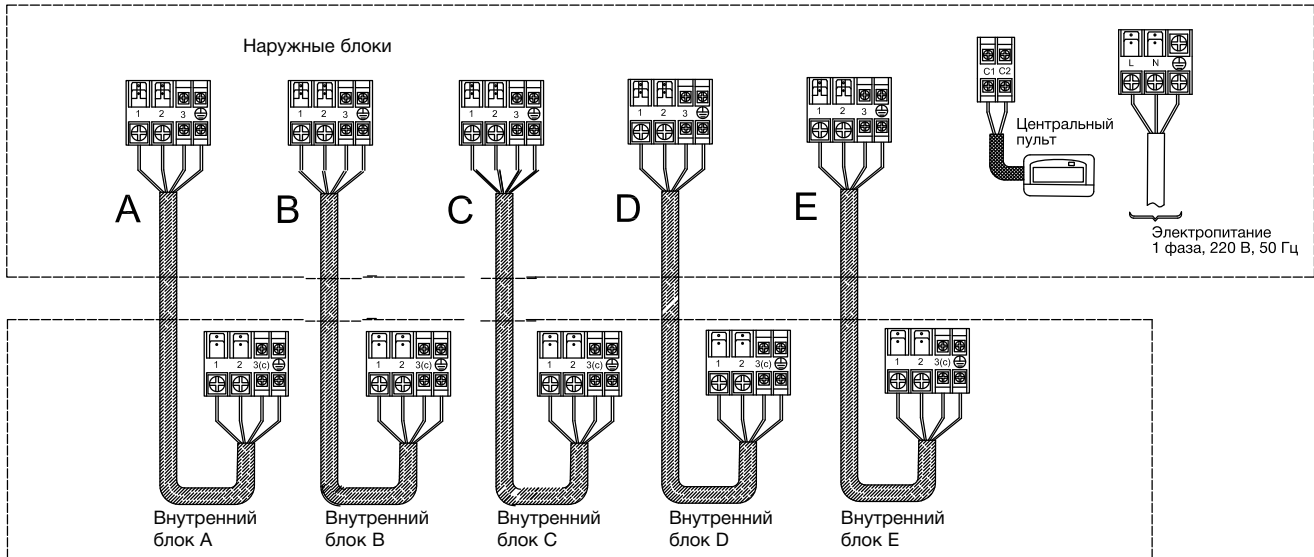 Наружные блоки
1 2 3
1 2 3
1 2 3
1 2 3
1 2 3
C1 C2
L N
Центральный
пульт
A
B
C
D
E
Электропитание
1 фаза, 220 В, 50 Гц
1 2 3(c)
1 2 3(c)
1 2 3(c)
1 2 3(c)
1 2 3(c)
Внутренний
блок A
Внутренний
блок B
Внутренний
блок C
Внутренний
блок D
Внутренний
блок E